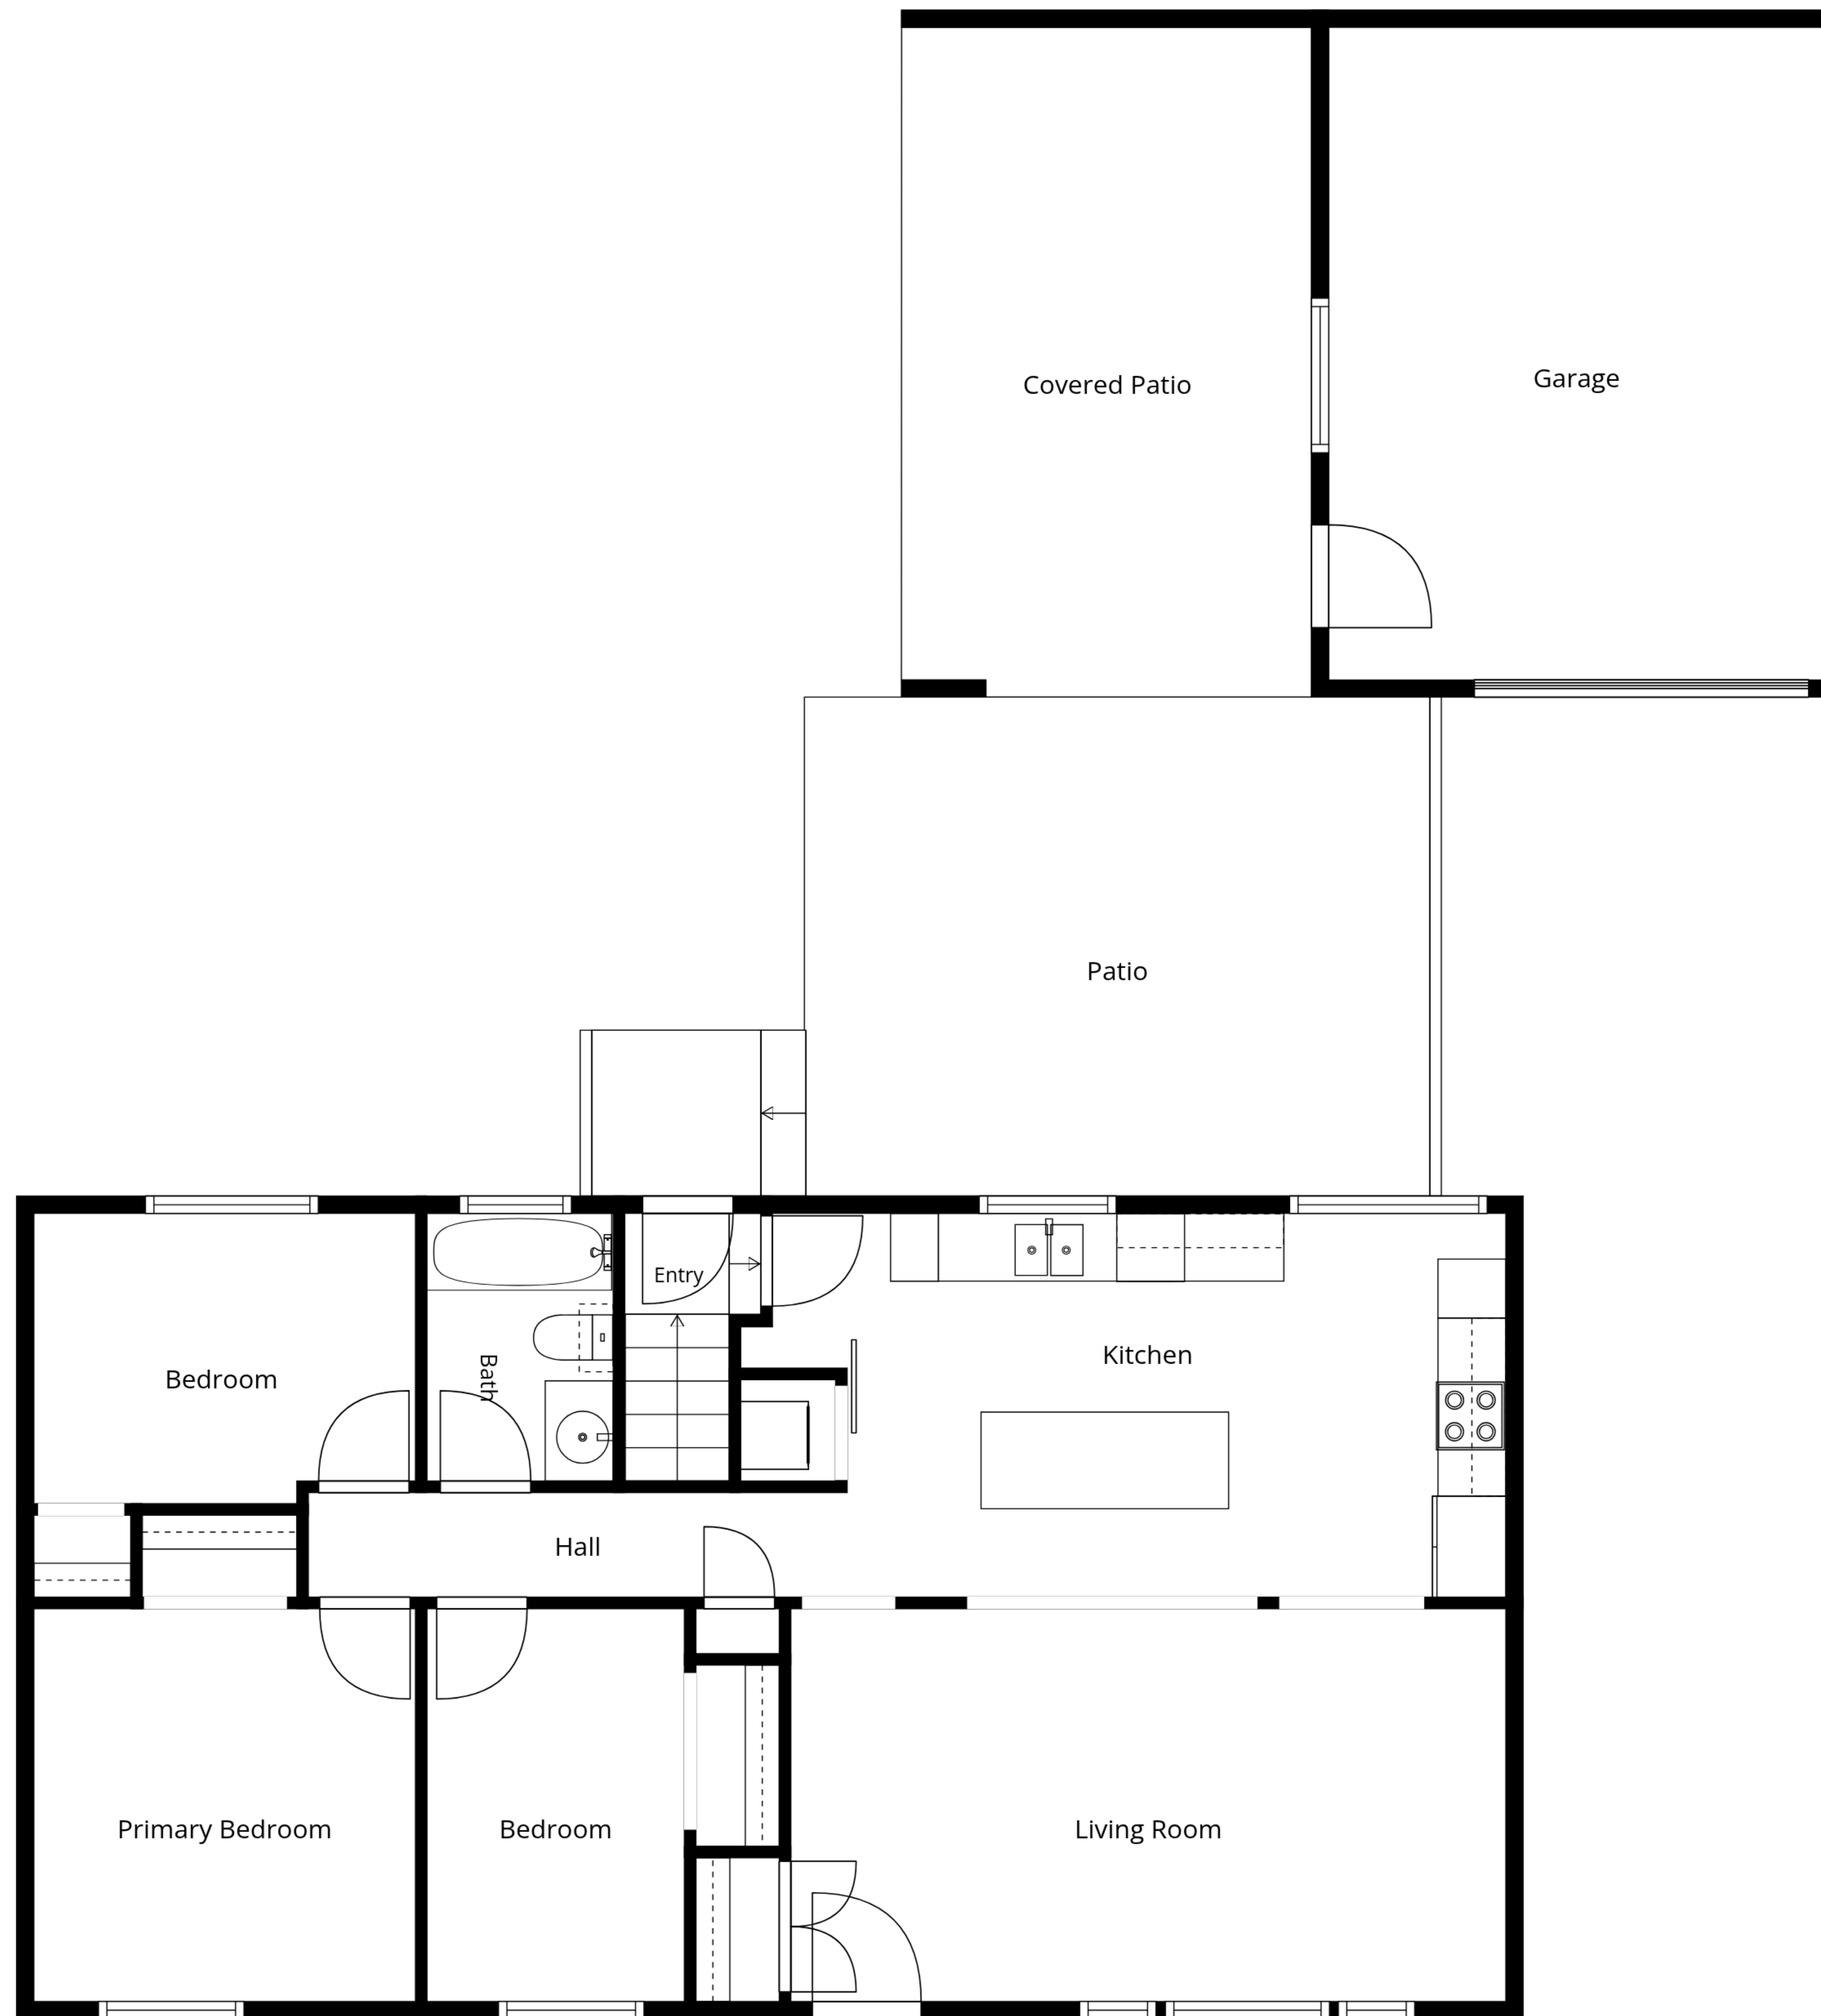 Covered Patio
Garage
Patio
Entry
Kitchen
Bedroom
Bath
Hall
Primary Bedroom
Bedroom
Living Room